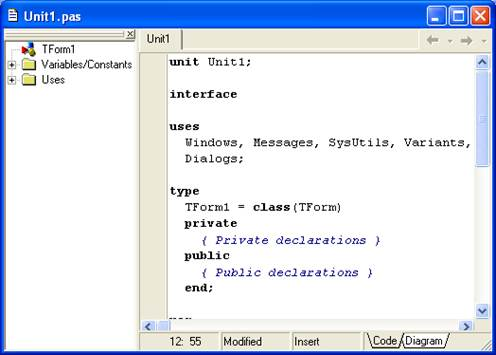 Unit1.pas
TForm1
Variables/Constants
Uses
Unit1
unit Unit1;
interface
uses
Windows, Messages, SysUtils, Variants,
Dialogs;
type
TForm1 = class(TForm)
private
{ Private declarations }
public
{ Public declarations }
end;
12: 55
Modified
Insert
Code
Diagram